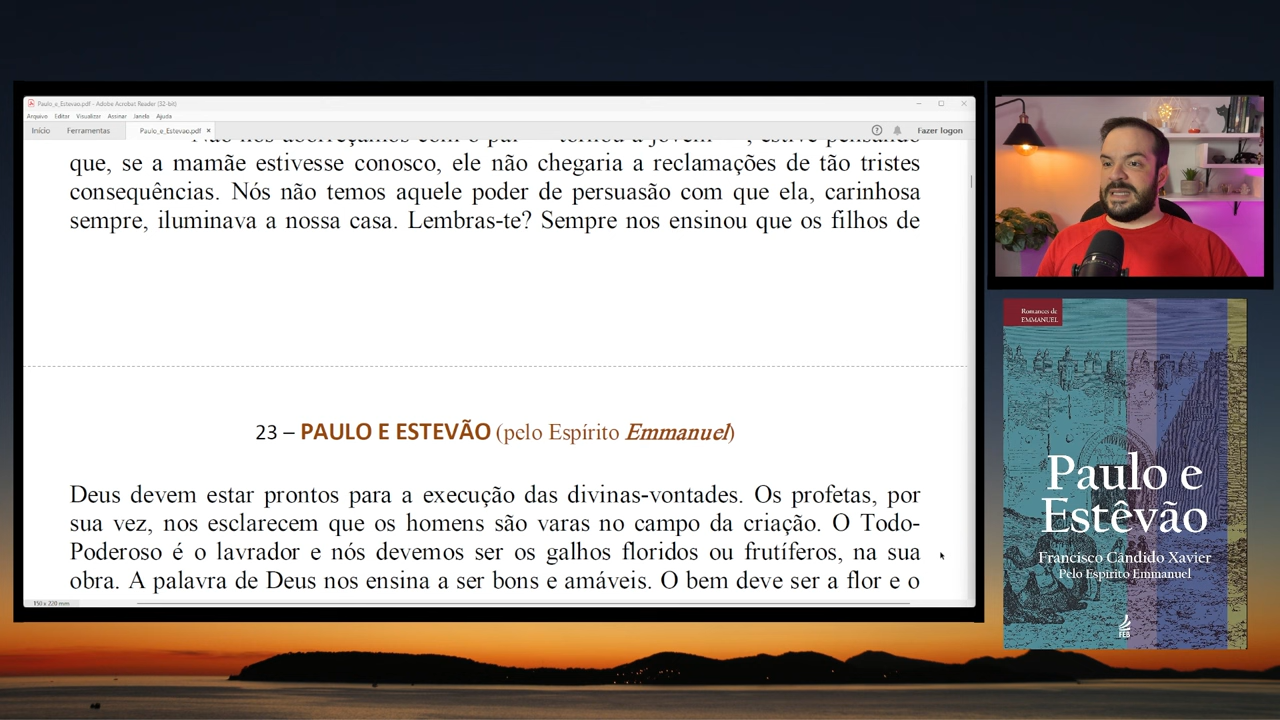 Paulo_e_Estevao.pdf - Adobe Acrobat Reader (32-bit)
Arquivo Editar Visualizar Assinar Janela Ajuda
Início Ferramentas Paulo_e_Estevao.pdf × Fazer logon
que, se a mamãe estivesse conosco, ele não chegaria a reclamações de tão tristes
consequências. Nós não temos aquele poder de persuasão com que ela, carinhosa
sempre, iluminava a nossa casa. Lembras-te? Sempre nos ensinou que os filhos de
23 – PAULO E ESTEVÃO (pelo Espírito Emmanuel)
Deus devem estar prontos para a execução das divinas-vontades. Os profetas, por
sua vez, nos esclarecem que os homens são varas no campo da criação. O Todo-
Poderoso é o lavrador e nós devemos ser os galhos floridos ou frutíferos, na sua
obra. A palavra de Deus nos ensina a ser bons e amáveis. O bem deve ser a flor e o
150 x 220 mm
Romances de
EMMANUEL
Paulo e
Estêvão
Francisco Cândido Xavier
Pelo Espírito Emmanuel
FEB